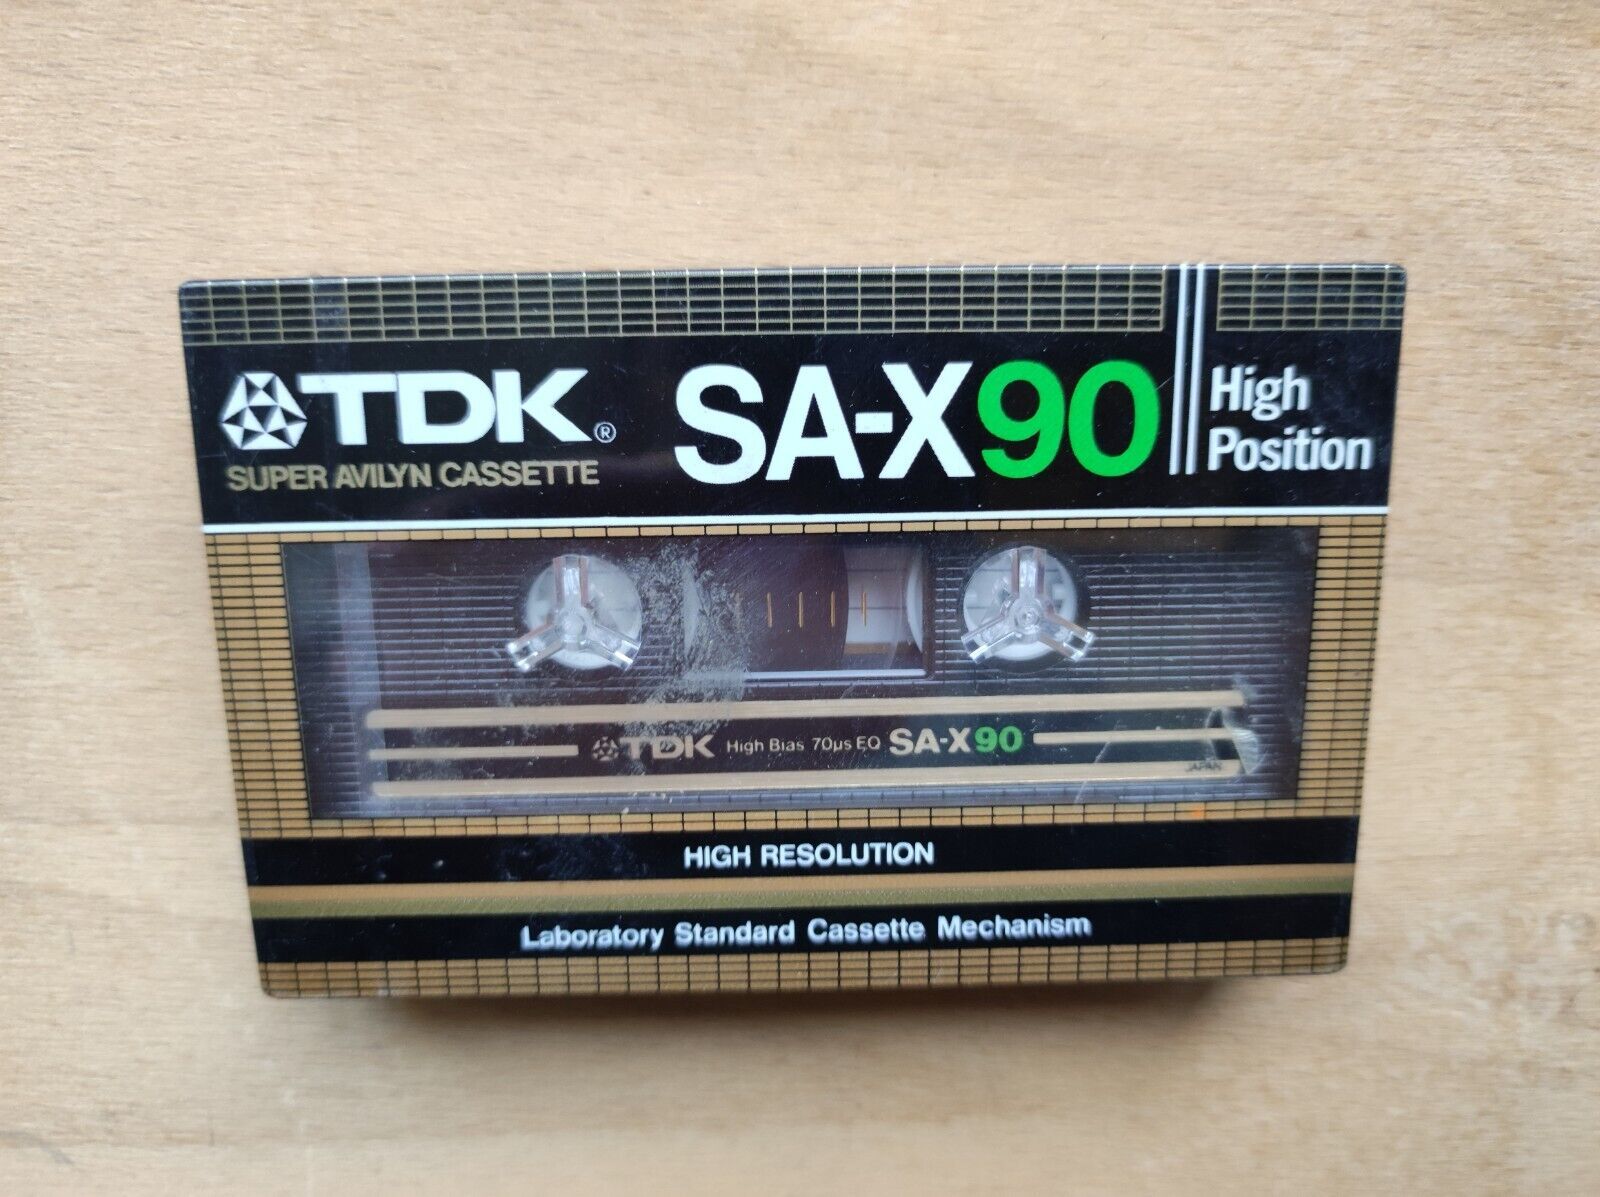 TDK® SA-X90 High Position
SUPER AVILYN CASSETTE
TDK High Bias 70µs EQ SA-X90
JAPAN
HIGH RESOLUTION
Laboratory Standard Cassette Mechanism